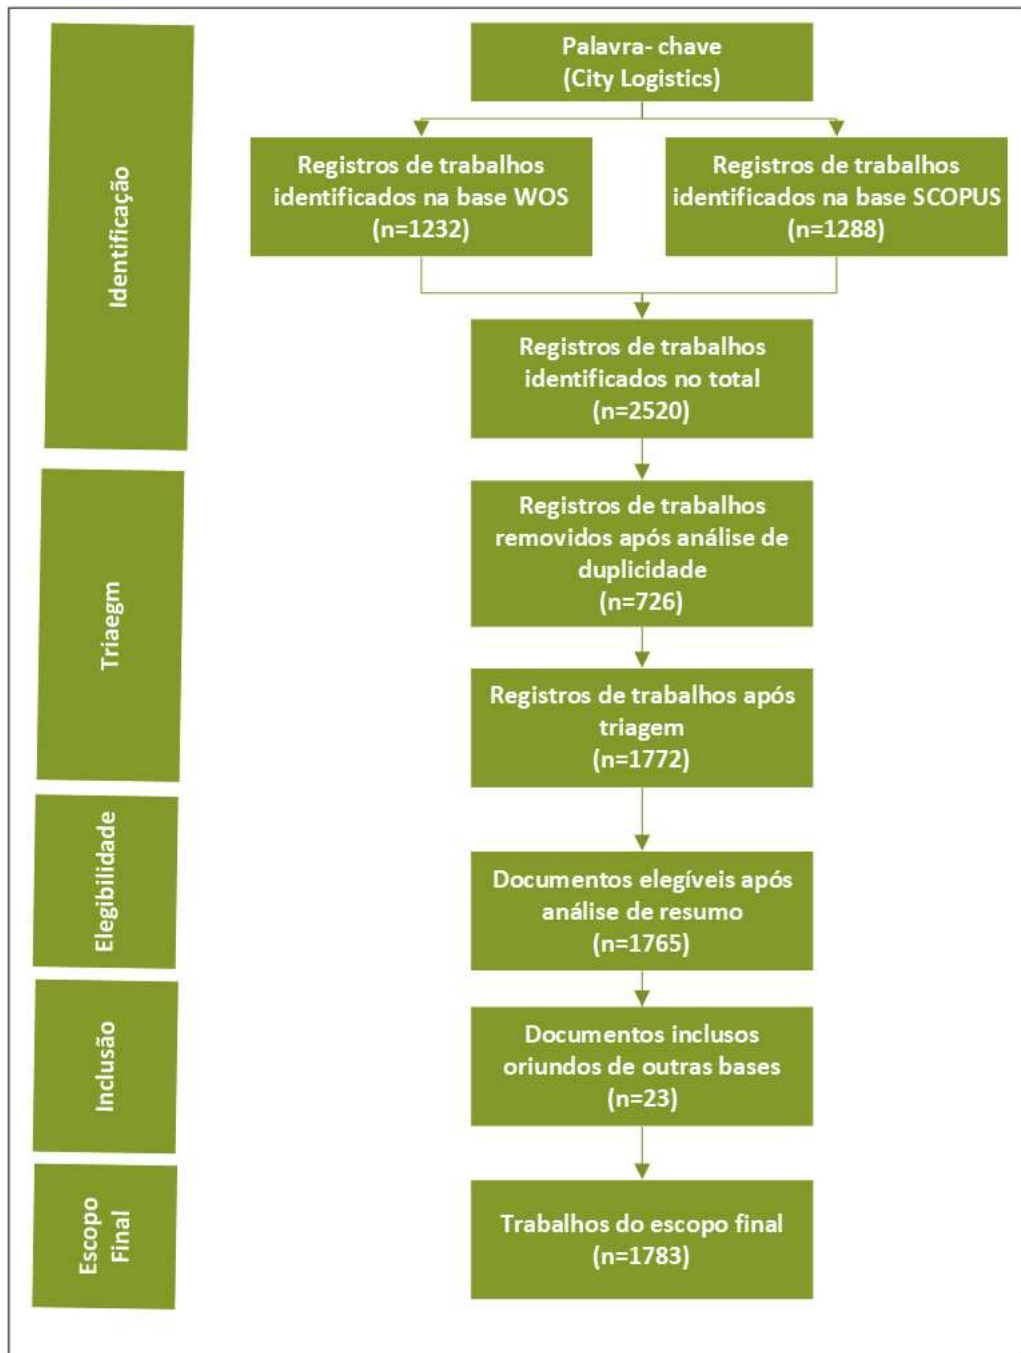 Palavra- chave
(City Logistics)
Identificação
Registros de trabalhos
identificados na base WOS
(n=1232)
Registros de trabalhos
identificados na base SCOPUS
(n=1288)
Registros de trabalhos
identificados no total
(n=2520)
Triaegm
Registros de trabalhos
removidos após análise de
duplicidade
(n=726)
Registros de trabalhos após
triagem
(n=1772)
Elegibilidade
Documentos elegíveis após
análise de resumo
(n=1765)
Inclusão
Documentos inclusos
oriundos de outras bases
(n=23)
Escopo
Final
Trabalhos do escopo final
(n=1783)